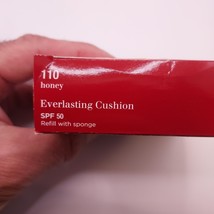 110
honey
Everlasting Cushion
SPF 50
Refill with sponge